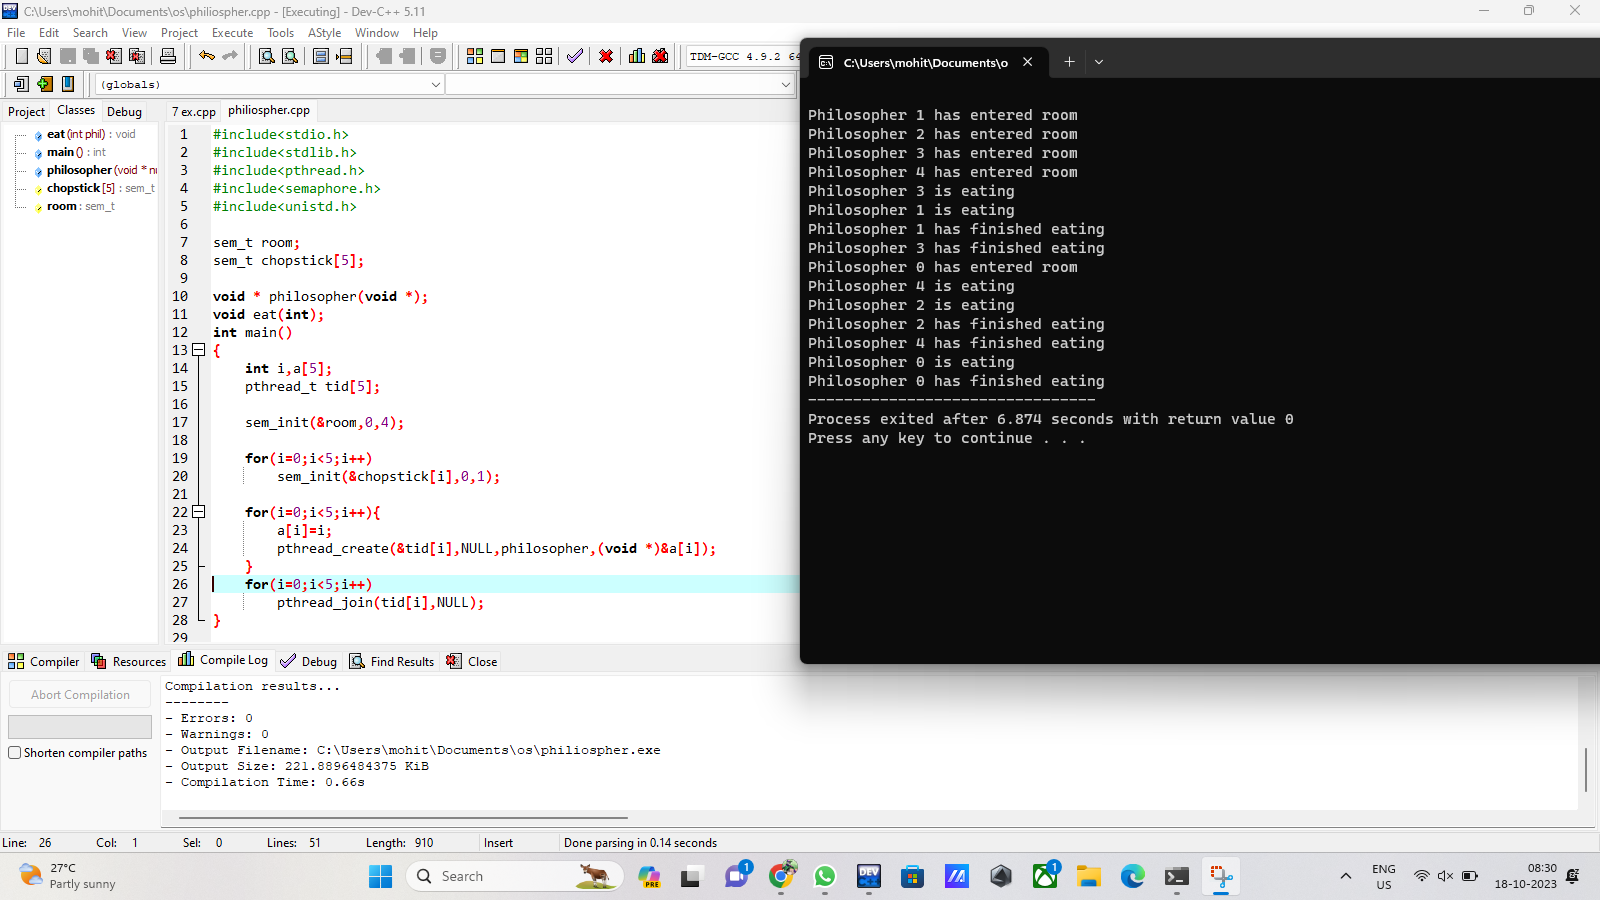 C:\Users\mohit\Documents\os\philiospher.cpp - [Executing] - Dev-C++ 5.11
File Edit Search View Project Execute Tools AStyle Window Help
TDM-GCC 4.9.2 64
(globals)
Project Classes Debug
7 ex.cpp philiospher.cpp
eat (int phil) : void
main () : int
philosopher (void * nu
chopstick [5] : sem_t
room : sem_t
1 #include<stdio.h>
2 #include<stdlib.h>
3 #include<pthread.h>
4 #include<semaphore.h>
5 #include<unistd.h>
6
7 sem_t room;
8 sem_t chopstick[5];
9
10 void * philosopher(void *);
11 void eat(int);
12 int main()
13 {
14 int i,a[5];
15 pthread_t tid[5];
16
17 sem_init(&room,0,4);
18
19 for(i=0;i<5;i++)
20 sem_init(&chopstick[i],0,1);
21
22 for(i=0;i<5;i++){
23 a[i]=i;
24 pthread_create(&tid[i],NULL,philosopher,(void *)&a[i]);
25 }
26 for(i=0;i<5;i++)
27 pthread_join(tid[i],NULL);
28 }
29
C:\Users\mohit\Documents\o
Philosopher 1 has entered room
Philosopher 2 has entered room
Philosopher 3 has entered room
Philosopher 4 has entered room
Philosopher 3 is eating
Philosopher 1 is eating
Philosopher 1 has finished eating
Philosopher 3 has finished eating
Philosopher 0 has entered room
Philosopher 4 is eating
Philosopher 2 is eating
Philosopher 2 has finished eating
Philosopher 4 has finished eating
Philosopher 0 is eating
Philosopher 0 has finished eating
--------------------------------
Process exited after 6.874 seconds with return value 0
Press any key to continue . . .
Compiler Resources Compile Log Debug Find Results Close
Abort Compilation
Shorten compiler paths
Compilation results...
--------
- Errors: 0
- Warnings: 0
- Output Filename: C:\Users\mohit\Documents\os\philiospher.exe
- Output Size: 221.8896484375 KiB
- Compilation Time: 0.66s
Line: 26 Col: 1 Sel: 0 Lines: 51 Length: 910 Insert Done parsing in 0.14 seconds
27°C
Partly sunny
Search
PRE
1
DEV
1
ENG
US
08:30
18-10-2023